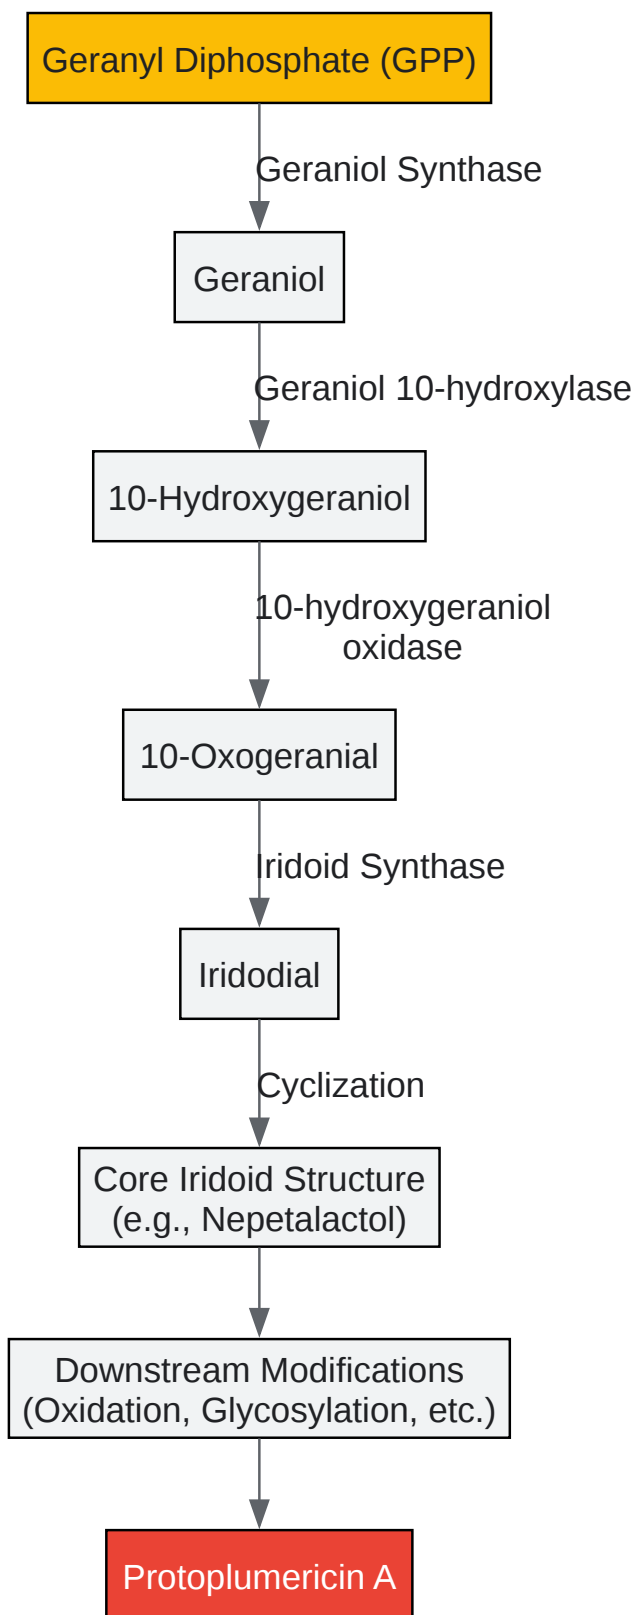 Geranyl Diphosphate (GPP)
Geraniol Synthase
Geraniol
Geraniol 10-hydroxylase
10-Hydroxygeraniol
10-hydroxygeraniol
oxidase
10-Oxogeranial
Iridoid Synthase
Iridodial
Cyclization
Core Iridoid Structure
(e.g., Nepetalactol)
Downstream Modifications
(Oxidation, Glycosylation, etc.)
Protoplumericin A